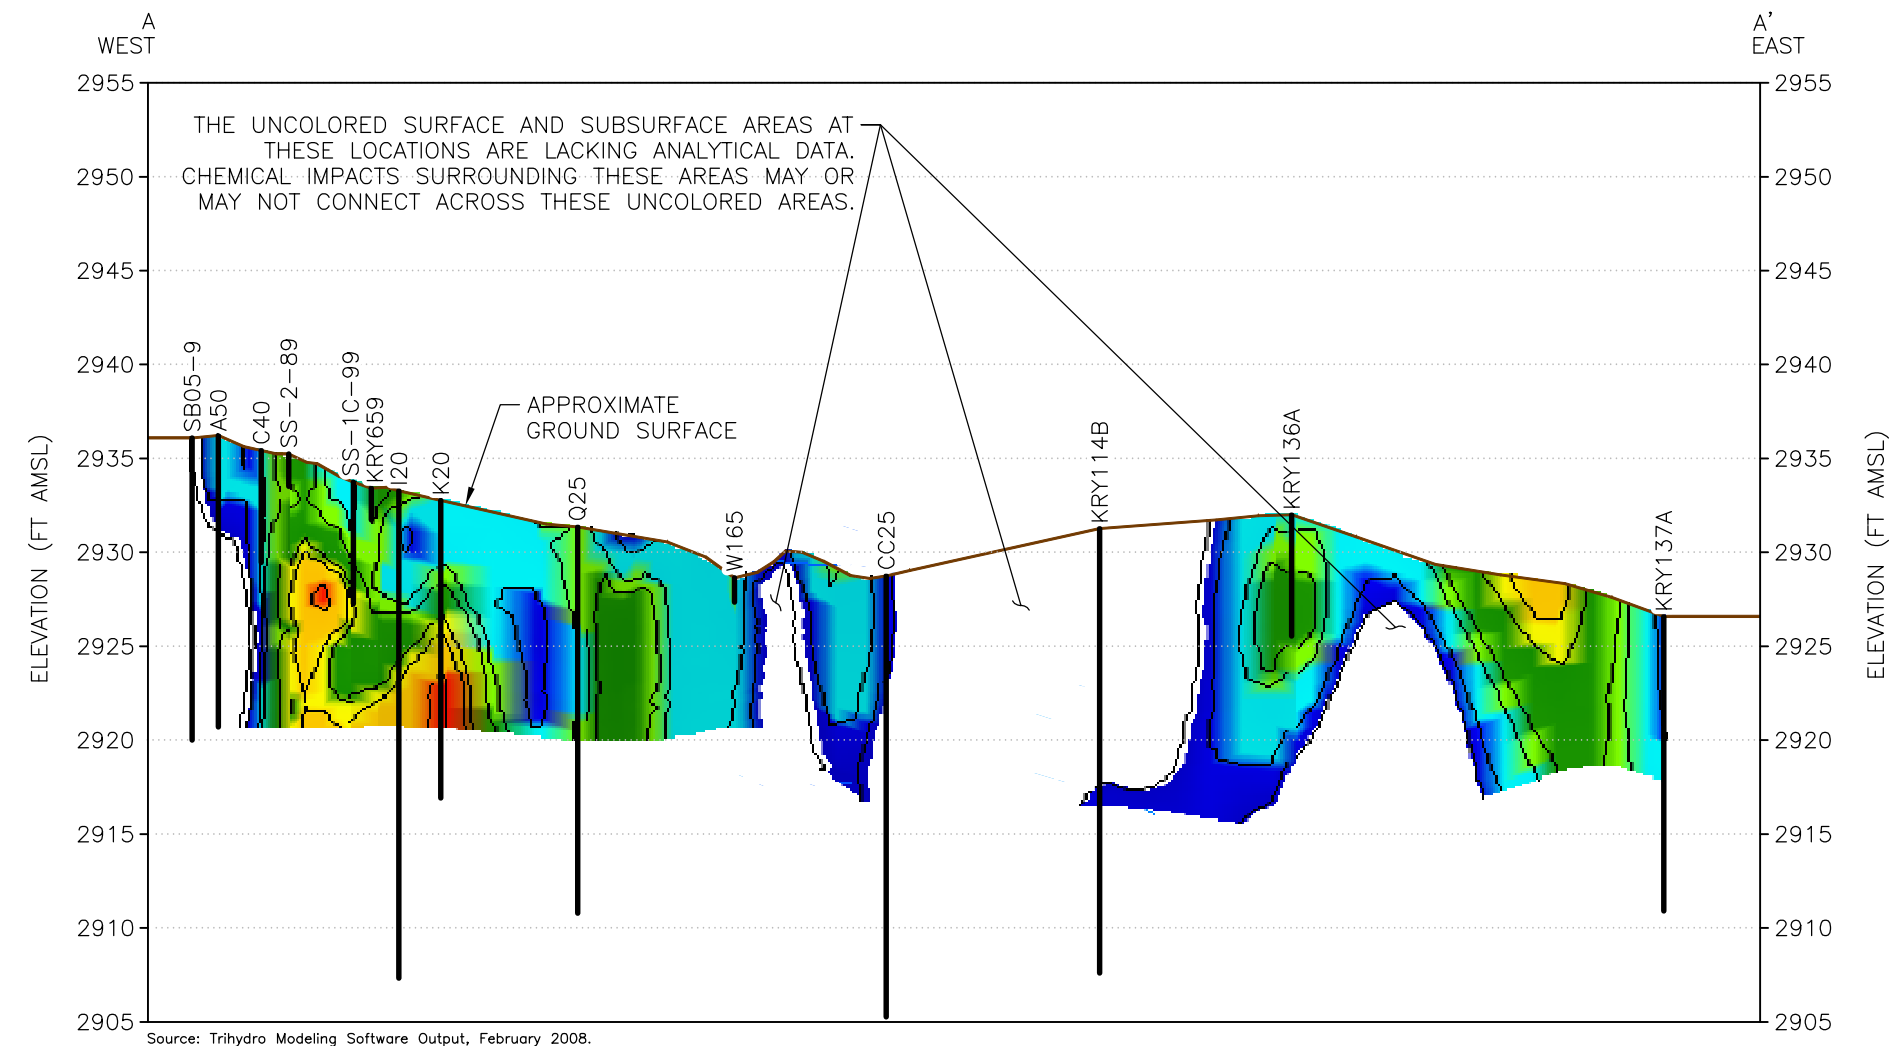 A
WEST
A'
EAST
2955
2950
2945
2940
2935
2930
2925
2920
2915
2910
2905
ELEVATION (FT AMSL)
THE UNCOLORED SURFACE AND SUBSURFACE AREAS AT
THESE LOCATIONS ARE LACKING ANALYTICAL DATA.
CHEMICAL IMPACTS SURROUNDING THESE AREAS MAY OR
MAY NOT CONNECT ACROSS THESE UNCOLORED AREAS.
APPROXIMATE
GROUND SURFACE
SB05-9
A50
C40
SS-2-89
SS-1C-99
KRY659
I20
K20
Q25
W165
CC25
KRY114B
KRY136A
KRY137A
2955
2950
2945
2940
2935
2930
2925
2920
2915
2910
2905
ELEVATION (FT AMSL)
Source: Trihydro Modeling Software Output, February 2008.